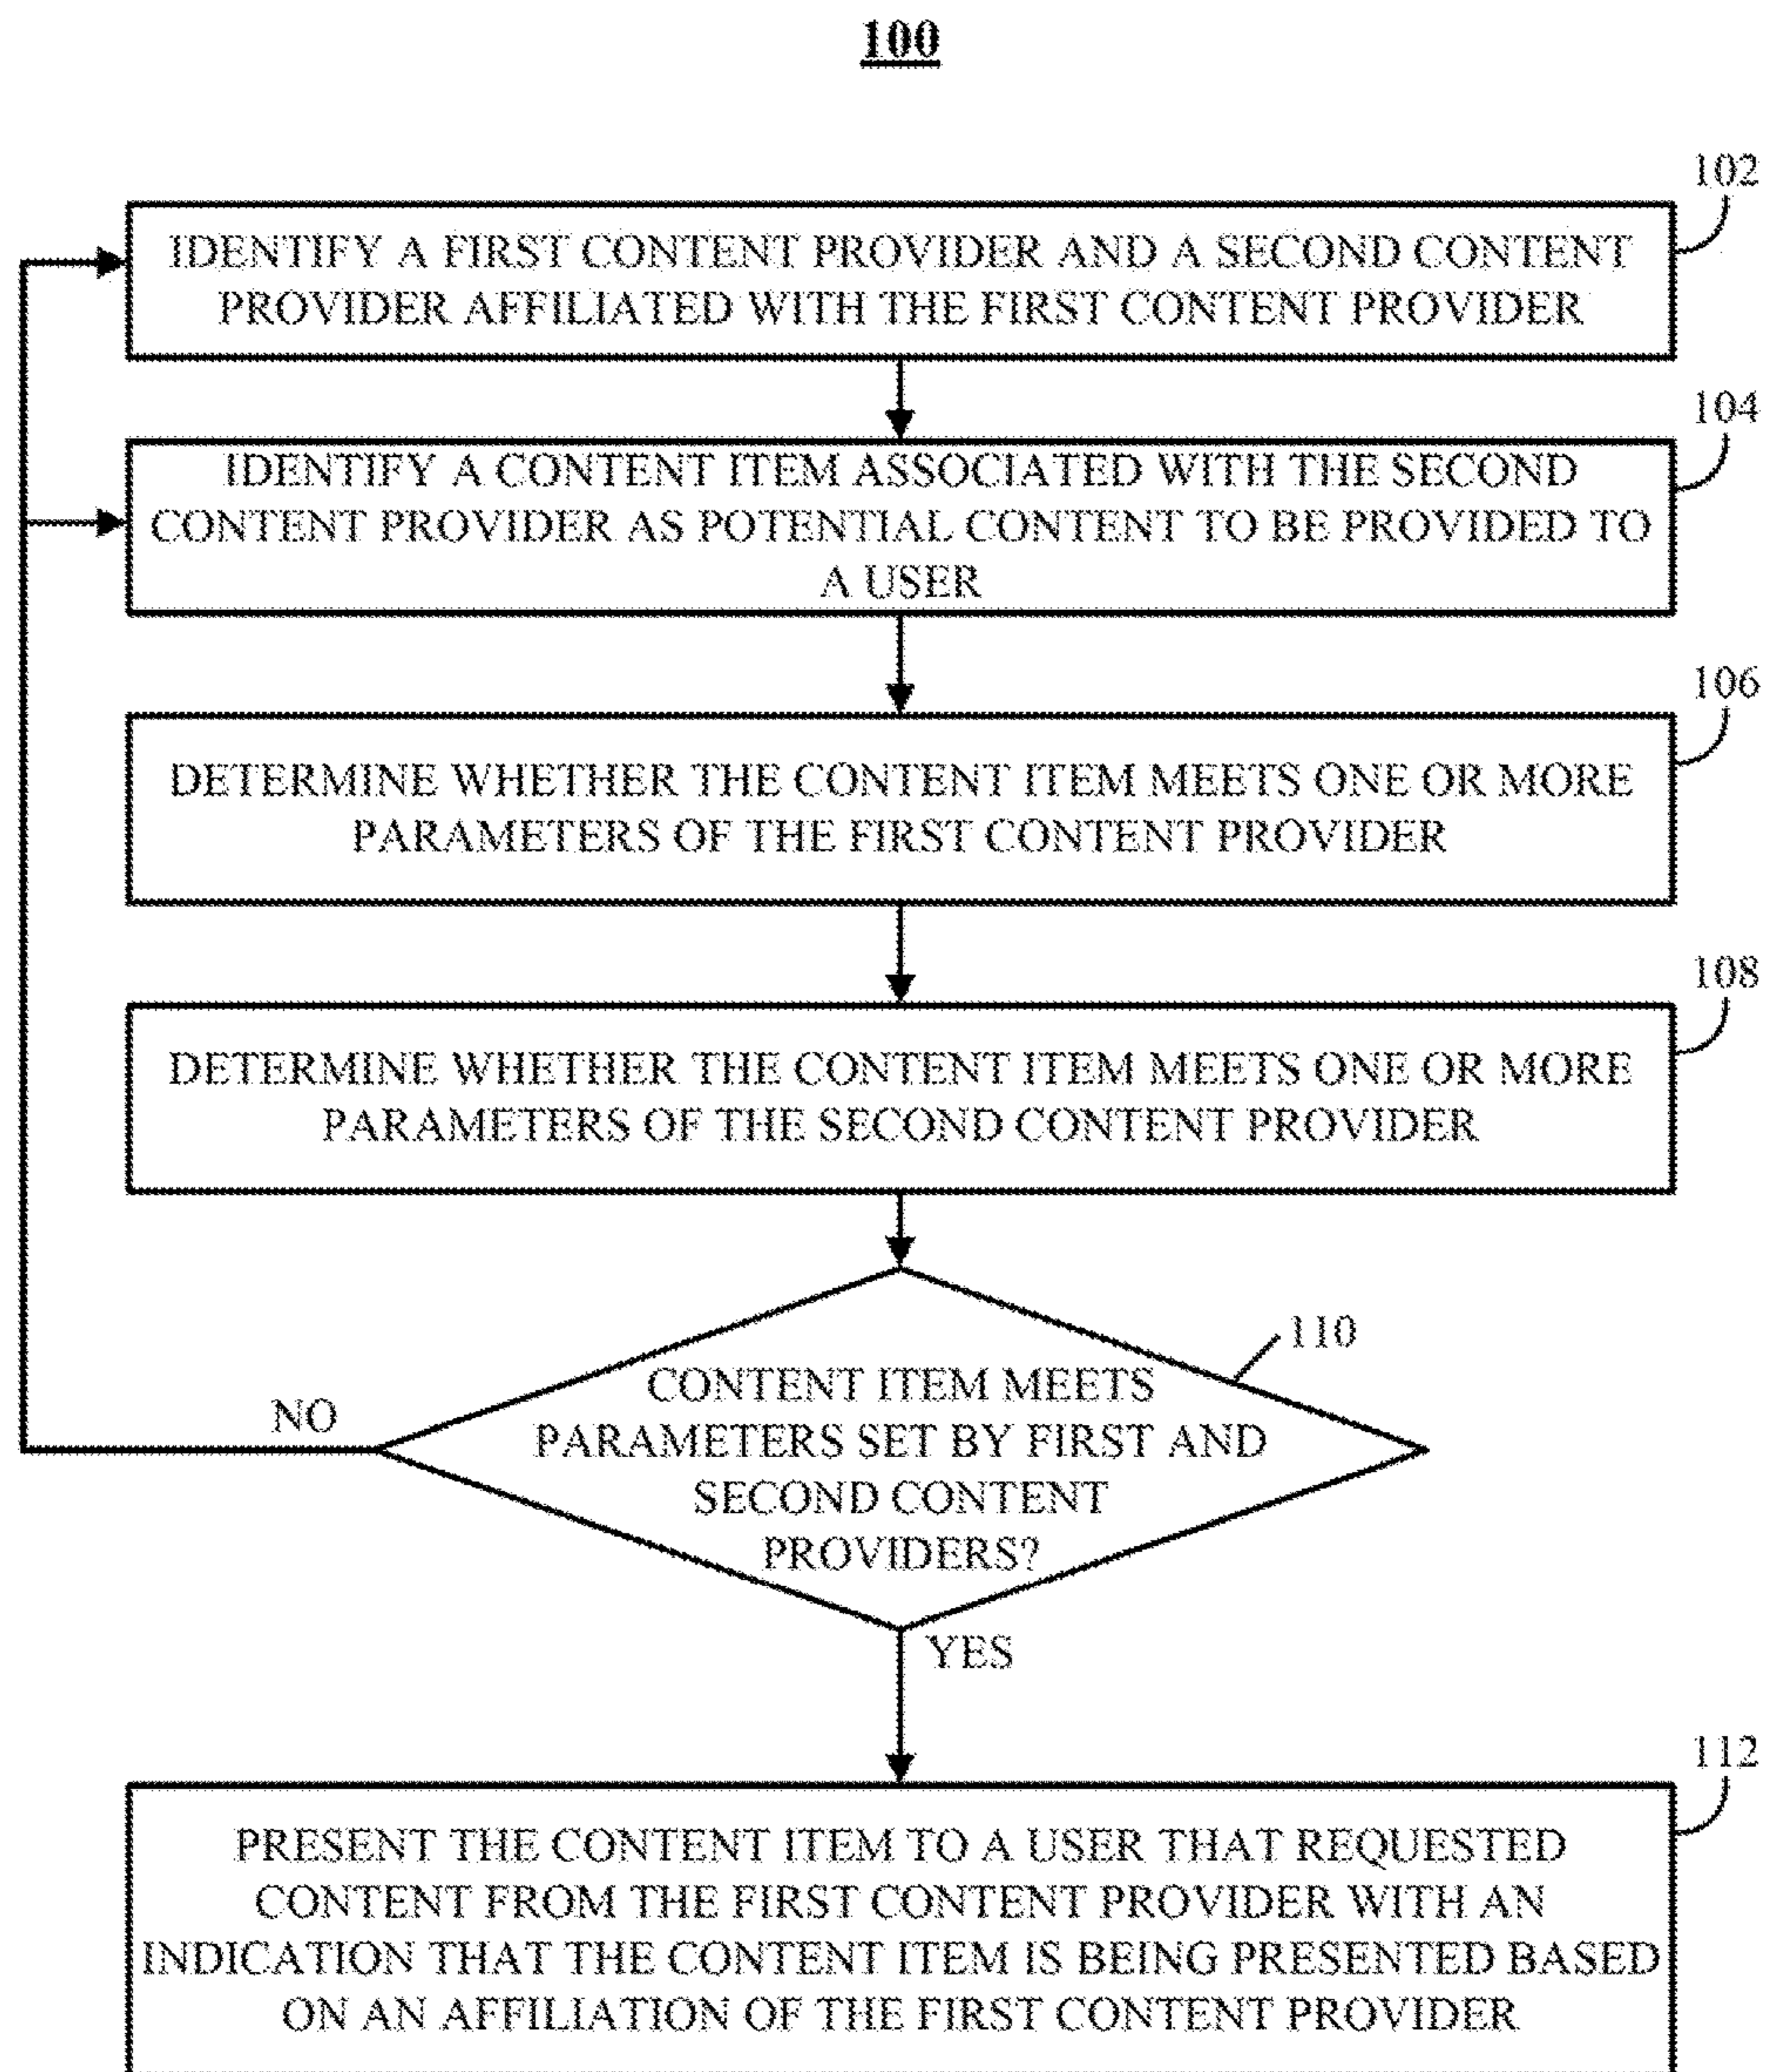 100
102
IDENTIFY A FIRST CONTENT PROVIDER AND A SECOND CONTENT
PROVIDER AFFILIATED WITH THE FIRST CONTENT PROVIDER
104
IDENTIFY A CONTENT ITEM ASSOCIATED WITH THE SECOND
CONTENT PROVIDER AS POTENTIAL CONTENT TO BE PROVIDED TO
A USER
106
DETERMINE WHETHER THE CONTENT ITEM MEETS ONE OR MORE
PARAMETERS OF THE FIRST CONTENT PROVIDER
108
DETERMINE WHETHER THE CONTENT ITEM MEETS ONE OR MORE
PARAMETERS OF THE SECOND CONTENT PROVIDER
110
CONTENT ITEM MEETS
PARAMETERS SET BY FIRST AND
SECOND CONTENT
PROVIDERS?
NO
YES
112
PRESENT THE CONTENT ITEM TO A USER THAT REQUESTED
CONTENT FROM THE FIRST CONTENT PROVIDER WITH AN
INDICATION THAT THE CONTENT ITEM IS BEING PRESENTED BASED
ON AN AFFILIATION OF THE FIRST CONTENT PROVIDER